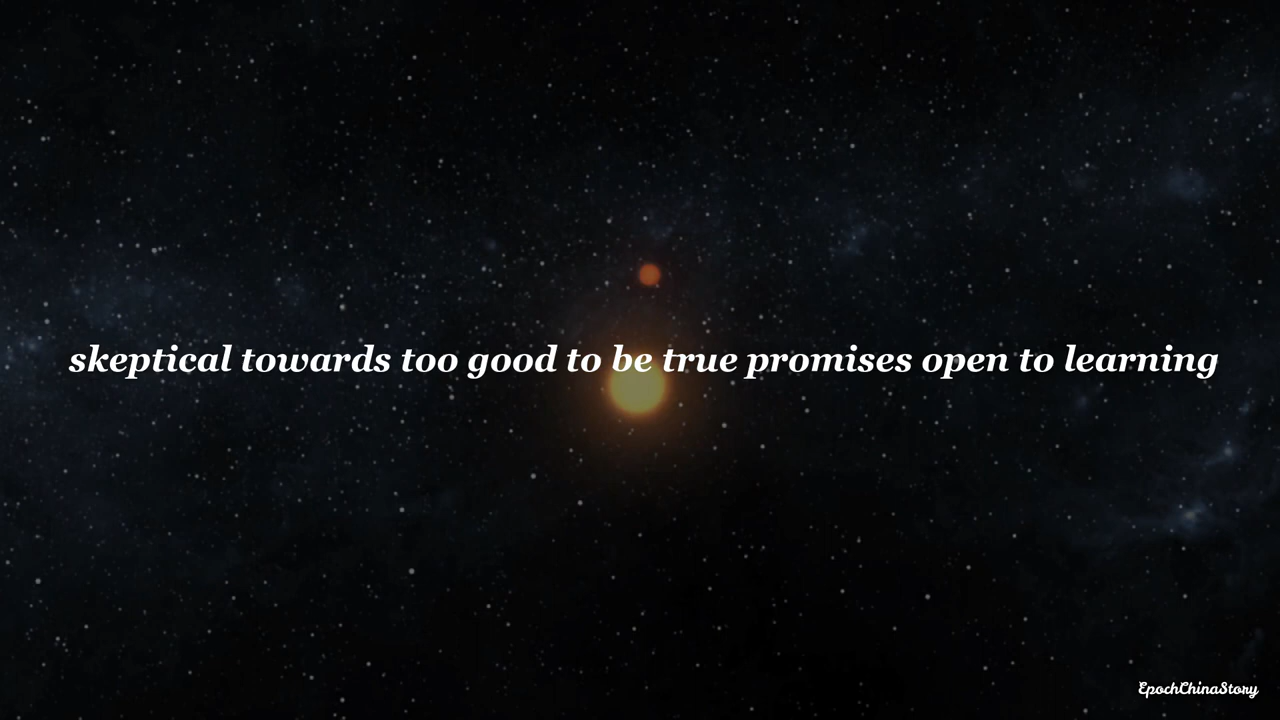 skeptical towards too good to be true promises open to learning
EpochChinaStory